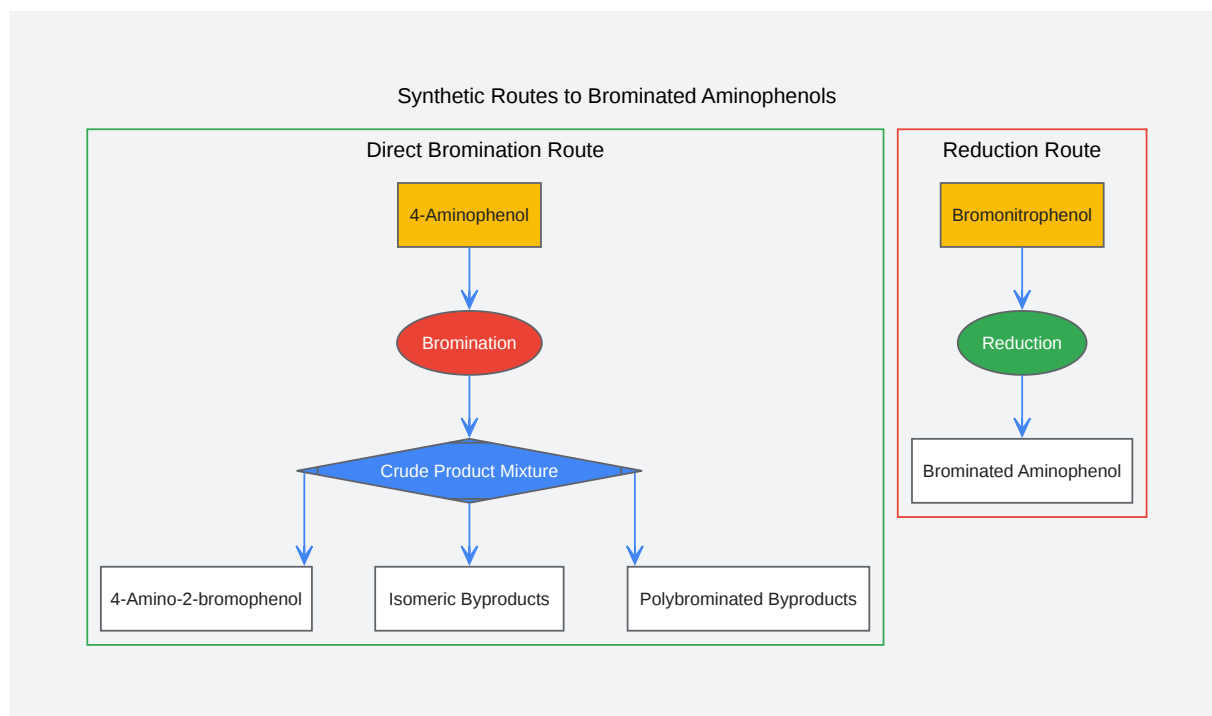 Synthetic Routes to Brominated Aminophenols
Direct Bromination Route
4-Aminophenol
Bromination
Crude Product Mixture
4-Amino-2-bromophenol
Isomeric Byproducts
Polybrominated Byproducts
Reduction Route
Bromonitrophenol
Reduction
Brominated Aminophenol